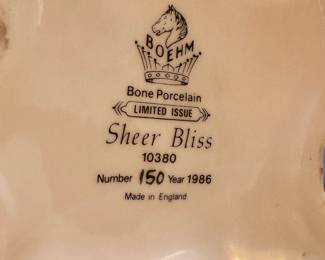 BOEHM
Bone Porcelain
LIMITED ISSUE
Sheer Bliss
10380
Number 150 Year 1986
Made in England